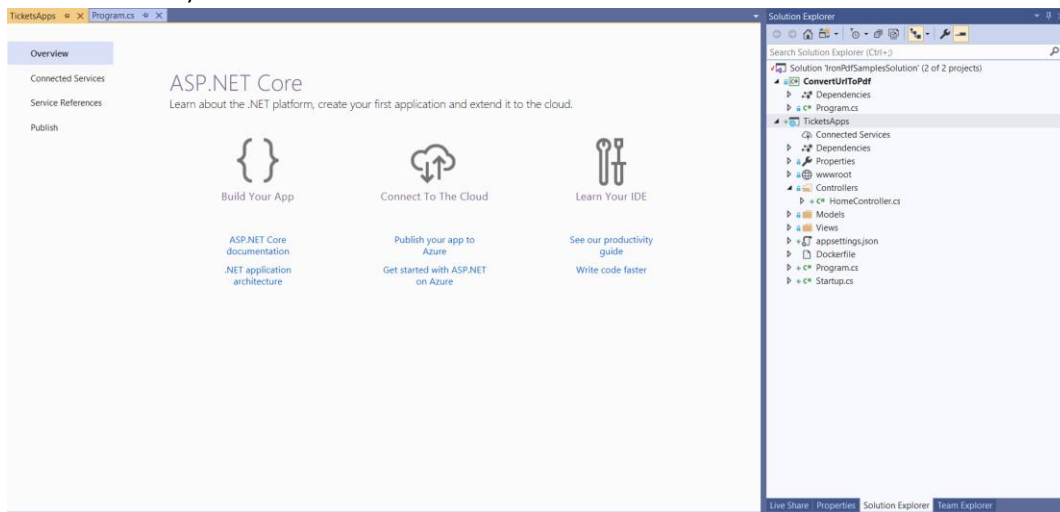 TicketsApps
Program.cs
Overview
Connected Services
Service References
Publish
ASP.NET Core
Learn about the .NET platform, create your first application and extend it to the cloud.
Build Your App
Connect To The Cloud
Learn Your IDE
ASP.NET Core
documentation
Publish your app to
Azure
See our productivity
guide
.NET application
architecture
Get started with ASP.NET
on Azure
Write code faster
Solution Explorer
Search Solution Explorer (Ctrl+;)
Solution 'IronPdfSamplesSolution' (2 of 2 projects)
ConvertUrlToPdf
Dependencies
C# Program.cs
TicketsApps
Connected Services
Dependencies
Properties
wwwroot
Controllers
C# HomeController.cs
Models
Views
appsettings.json
Dockerfile
C# Program.cs
C# Startup.cs
Live Share Properties Solution Explorer Team Explorer